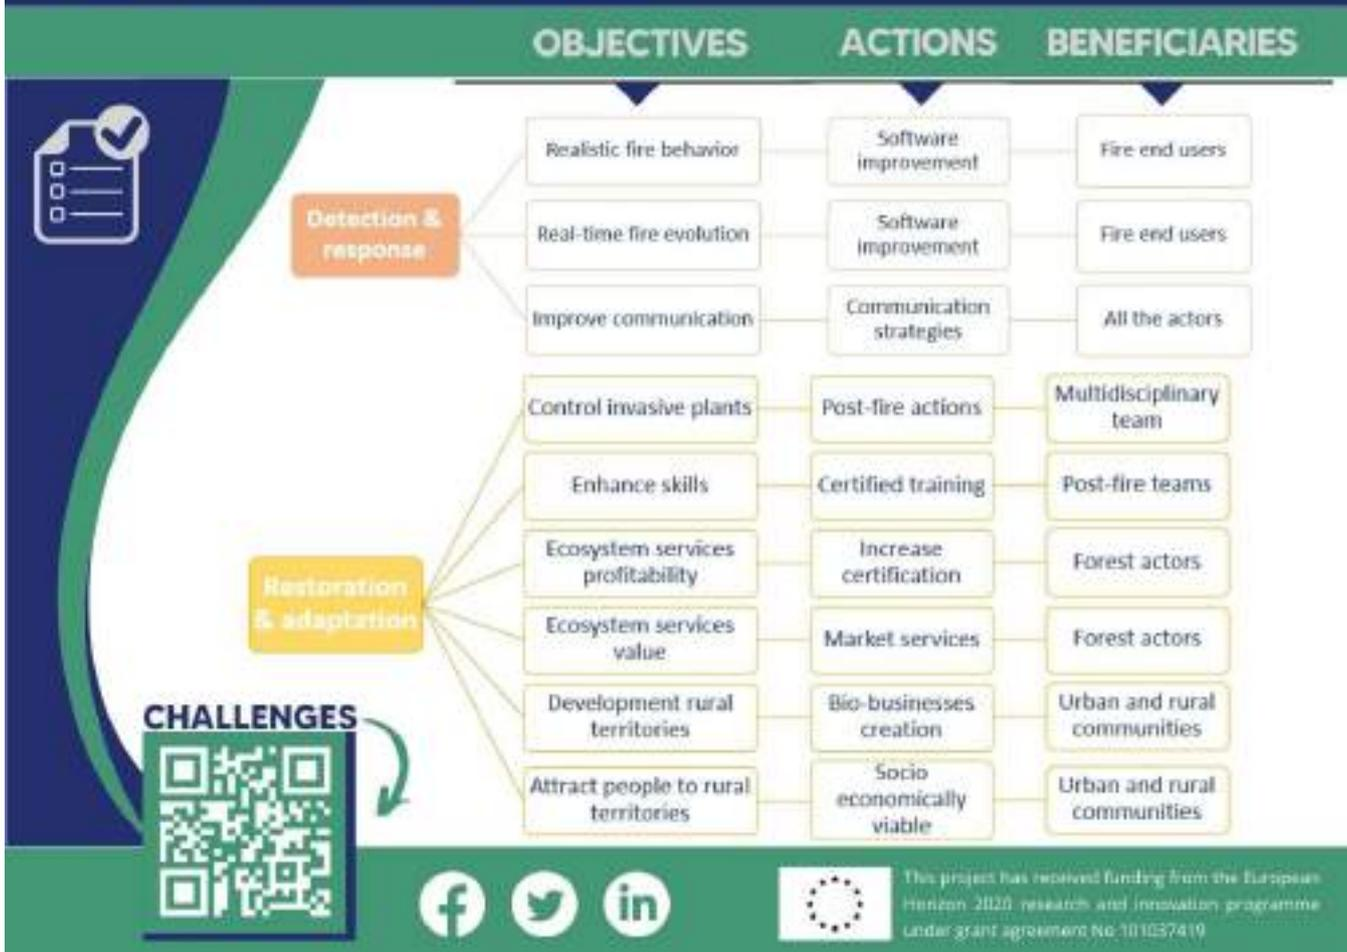 OBJECTIVES ACTIONS BENEFICIARIES
Detection &
response
Realistic fire behavior
Software
improvement
Fire end users
Real-time fire evolution
Software
improvement
Fire end users
Improve communication
Communication
strategies
All the actors
Restoration
& adaptation
Control invasive plants
Post-fire actions
Multidisciplinary
team
Enhance skills
Certified training
Post-fire teams
Ecosystem services
profitability
Increase
certification
Forest actors
Ecosystem services
value
Market services
Forest actors
Development rural
territories
Bio-businesses
creation
Urban and rural
communities
Attract people to rural
territories
Socio
economically
viable
Urban and rural
communities
CHALLENGES
This project has received funding from the European
Horizon 2020 research and innovation programme
under grant agreement No 101037419